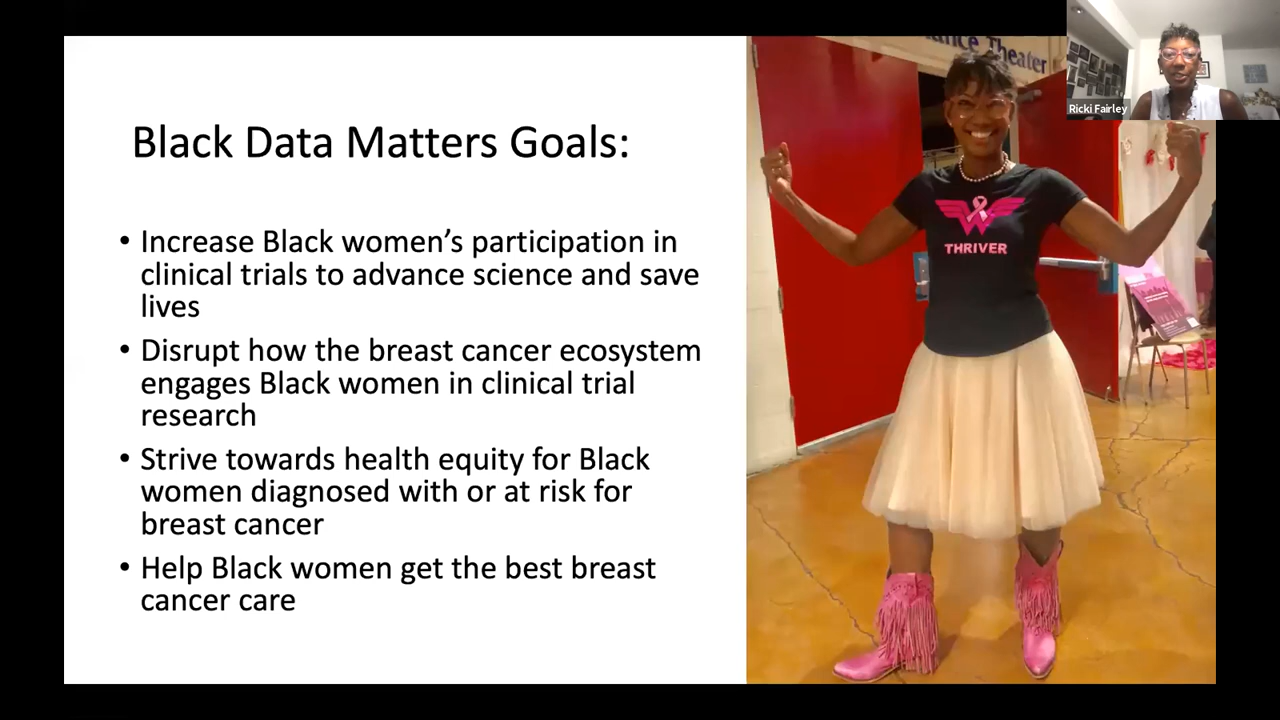 Black Data Matters Goals:
• Increase Black women’s participation in
clinical trials to advance science and save
lives
• Disrupt how the breast cancer ecosystem
engages Black women in clinical trial
research
• Strive towards health equity for Black
women diagnosed with or at risk for
breast cancer
• Help Black women get the best breast
cancer care
Theater
THRIVER
Ricki Fairley